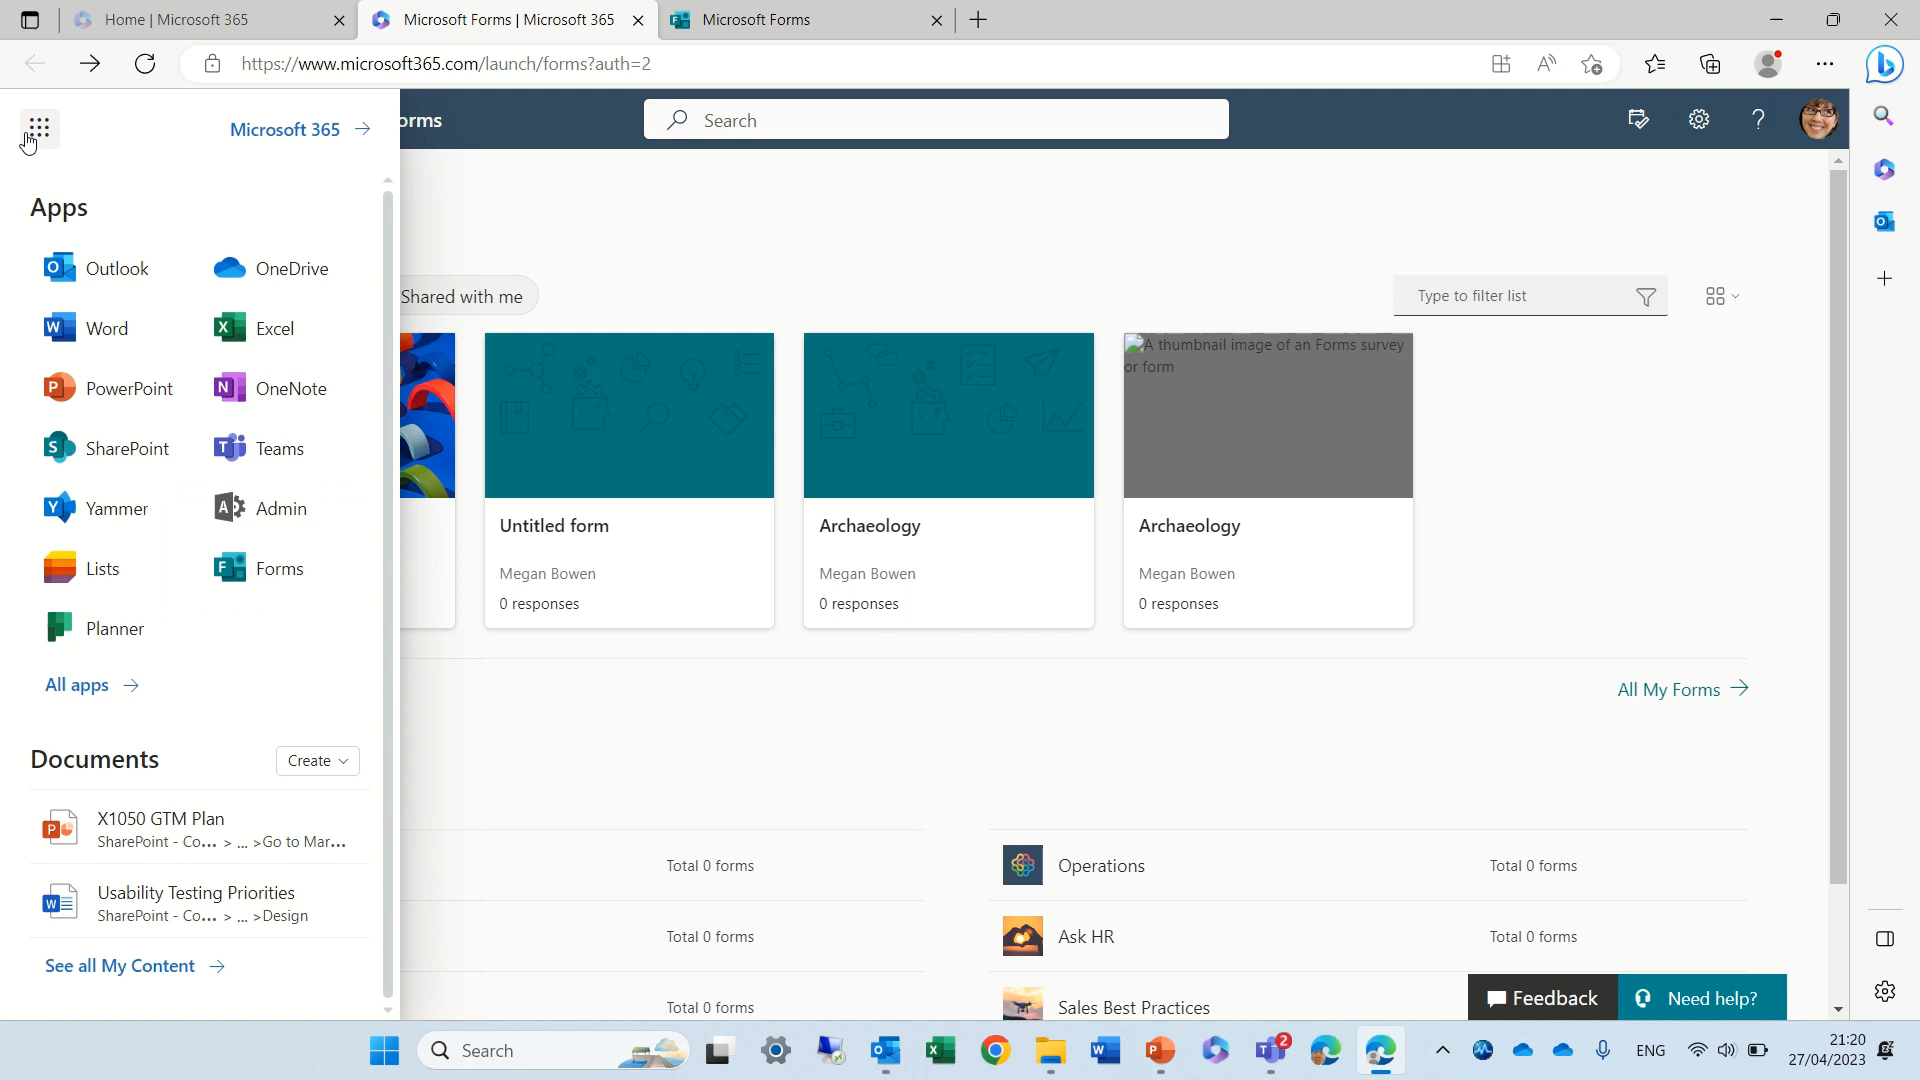 Home | Microsoft 365
Microsoft Forms | Microsoft 365
Microsoft Forms
https://www.microsoft365.com/launch/forms?auth=2
Microsoft 365
orms
Search
Apps
Outlook
OneDrive
Word
Excel
PowerPoint
OneNote
SharePoint
Teams
Yammer
Admin
Lists
Forms
Planner
All apps
Documents
Create
X1050 GTM Plan
SharePoint - Co... > ... >Go to Mar...
Usability Testing Priorities
SharePoint - Co... > ... >Design
See all My Content
Shared with me
Type to filter list
Untitled form
Megan Bowen
0 responses
Archaeology
Megan Bowen
0 responses
A thumbnail image of an Forms survey
or form
Archaeology
Megan Bowen
0 responses
All My Forms
Total 0 forms
Operations
Total 0 forms
Total 0 forms
Ask HR
Total 0 forms
Total 0 forms
Sales Best Practices
Feedback
Need help?
Search
2
ENG
21:20
27/04/2023